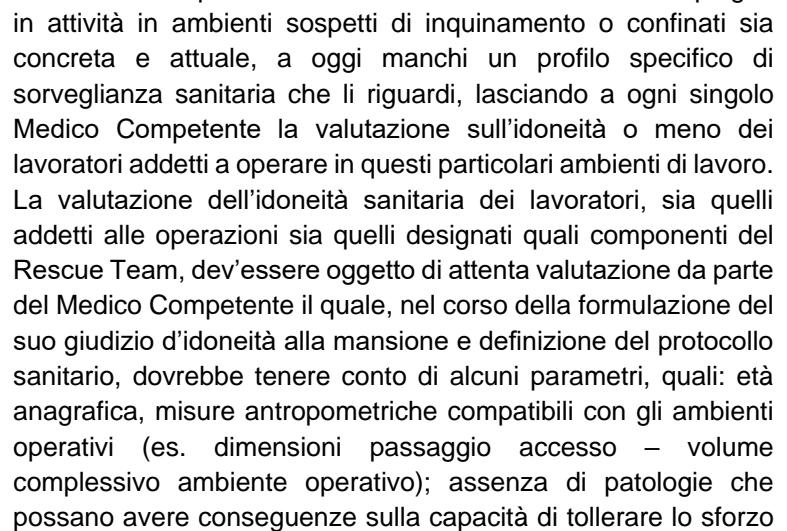 in attività in ambienti sospetti di inquinamento o confinati sia
concreta e attuale, a oggi manchi un profilo specifico di
sorveglianza sanitaria che li riguardi, lasciando a ogni singolo
Medico Competente la valutazione sull'idoneità o meno dei
lavoratori addetti a operare in questi particolari ambienti di lavoro.
La valutazione dell'idoneità sanitaria dei lavoratori, sia quelli
addetti alle operazioni sia quelli designati quali componenti del
Rescue Team, dev'essere oggetto di attenta valutazione da parte
del Medico Competente il quale, nel corso della formulazione del
suo giudizio d'idoneità alla mansione e definizione del protocollo
sanitario, dovrebbe tenere conto di alcuni parametri, quali: età
anagrafica, misure antropometriche compatibili con gli ambienti
operativi (es. dimensioni passaggio accesso – volume
complessivo ambiente operativo); assenza di patologie che
possano avere conseguenze sulla capacità di tollerare lo sforzo